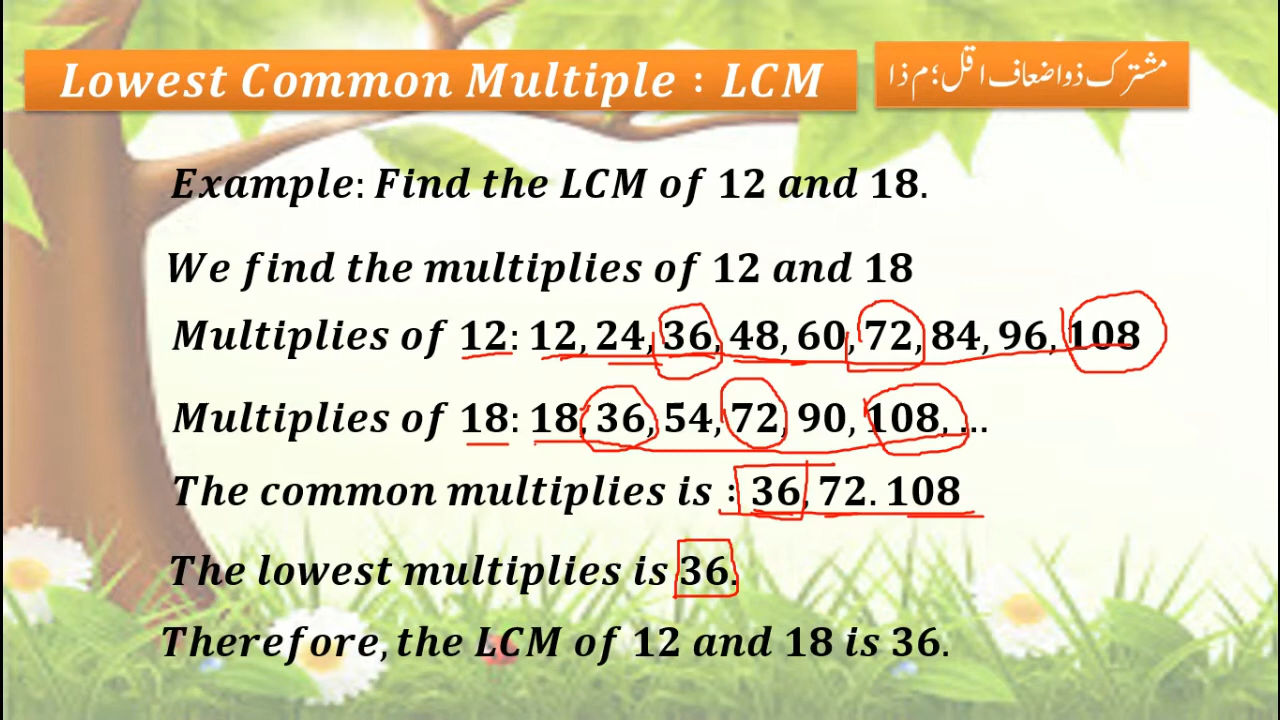 Lowest Common Multiple : LCM
مشترک ذواضعاف اقل؛ م ذ ا
Example: Find the LCM of 12 and 18.
We find the multiplies of 12 and 18
Multiplies of 12: 12, 24, 36, 48, 60, 72, 84, 96, 108
Multiplies of 18: 18, 36, 54, 72, 90, 108, …
The common multiplies is : 36, 72. 108
The lowest multiplies is 36.
Therefore, the LCM of 12 and 18 is 36.